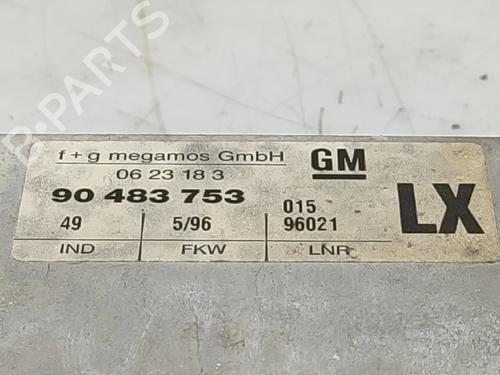 B-PARTS
f+g megamos GmbH
GM
06 23 18 3
90 483 753
LX
49
5/96
015
96021
IND
FKW
LNR